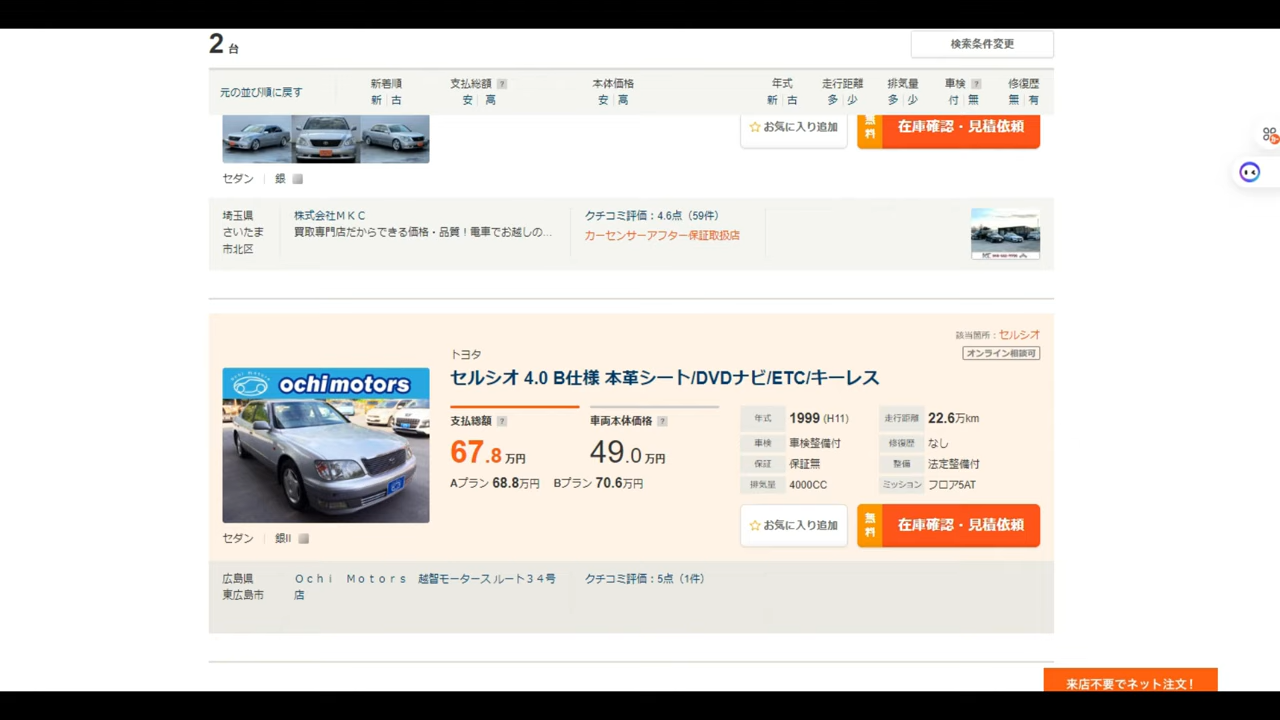 2台
検索条件変更
元の並び順に戻す
新着順
新 | 古
支払総額 ?
安 | 高
本体価格
安 | 高
年式
新 | 古
走行距離
多 | 少
排気量
多 | 少
車検 ?
付 | 無
修復歴
無 | 有
☆お気に入り追加
無料
在庫確認・見積依頼
セダン | 銀
埼玉県
さいたま
市北区
株式会社ＭＫＣ
買取専門店だからできる価格・品質！電車でお越しの...
クチコミ評価：4.6点（59件）
カーセンサーアフター保証取扱店
該当箇所：セルシオ
オンライン相談可
トヨタ
セルシオ 4.0 B仕様 本革シート/DVDナビ/ETC/キーレス
ochi motors
支払総額 ?
67.8万円
車両本体価格 ?
49.0万円
Aプラン 68.8万円 Bプラン 70.6万円
年式 1999 (H11)
走行距離 22.6万km
車検 車検整備付
修復歴 なし
保証 保証無
整備 法定整備付
排気量 4000CC
ミッション フロア5AT
☆お気に入り追加
無料
在庫確認・見積依頼
セダン | 銀II
広島県
東広島市
Ｏｃｈｉ　Ｍｏｔｏｒｓ　越智モータース ルート３４号
店
クチコミ評価：5点（1件）
来店不要でネット注文！